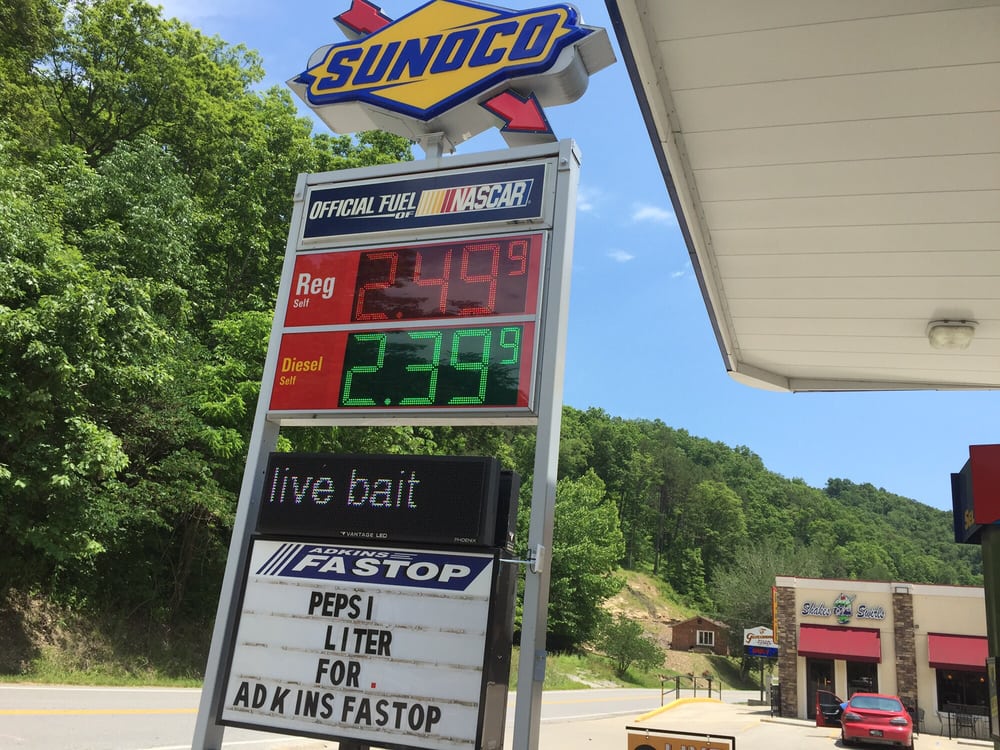 SUNOCO
OFFICIAL FUEL OF NASCAR
Reg 2.49 9
Self
Diesel 2.39 9
Self
live bait
VANTAGE LED
PHOENIX
ADKINS
FASTOP
PEPSI
LITER
FOR.
ADKINS FASTOP
Shakes Swirls